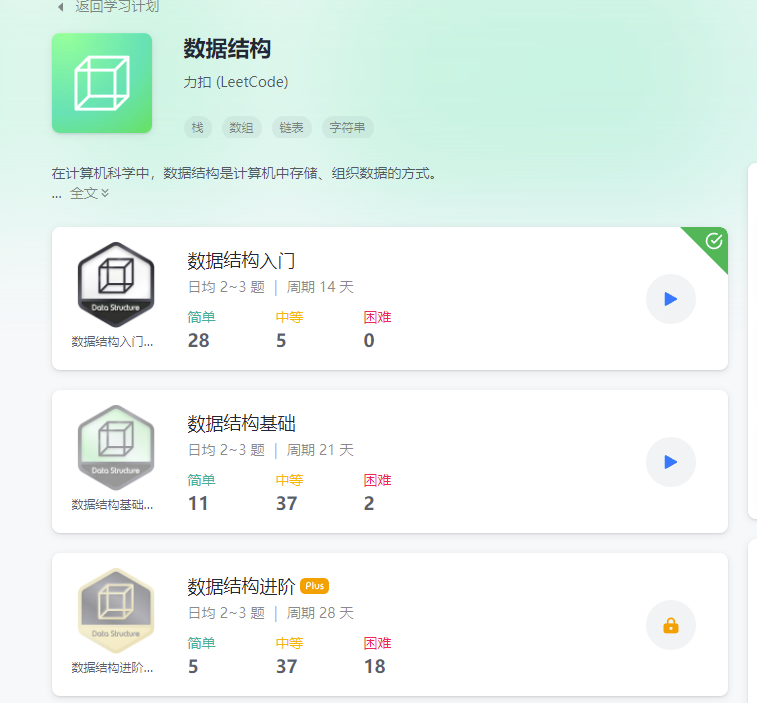 返回学习计划
数据结构
力扣 (LeetCode)
栈 数组 链表 字符串
在计算机科学中，数据结构是计算机中存储、组织数据的方式。
... 全文
数据结构入门
日均 2~3 题 | 周期 14 天
简单 中等 困难
28 5 0
Data Structure
数据结构入门...
数据结构基础
日均 2~3 题 | 周期 21 天
简单 中等 困难
11 37 2
Data Structure
数据结构基础...
数据结构进阶 Plus
日均 2~3 题 | 周期 28 天
简单 中等 困难
5 37 18
Data Structure
数据结构进阶...